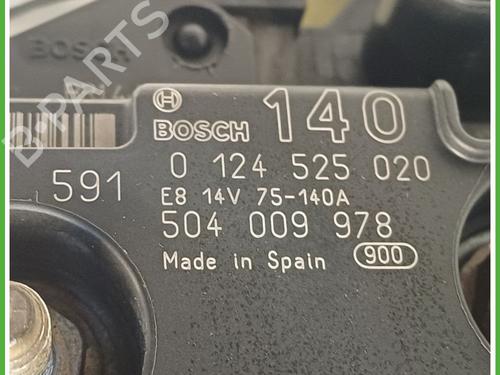 BOSCH
B-PARTS
BOSCH 140
0 124 525 020
591
E8 14V 75-140A
504 009 978
Made in Spain 900